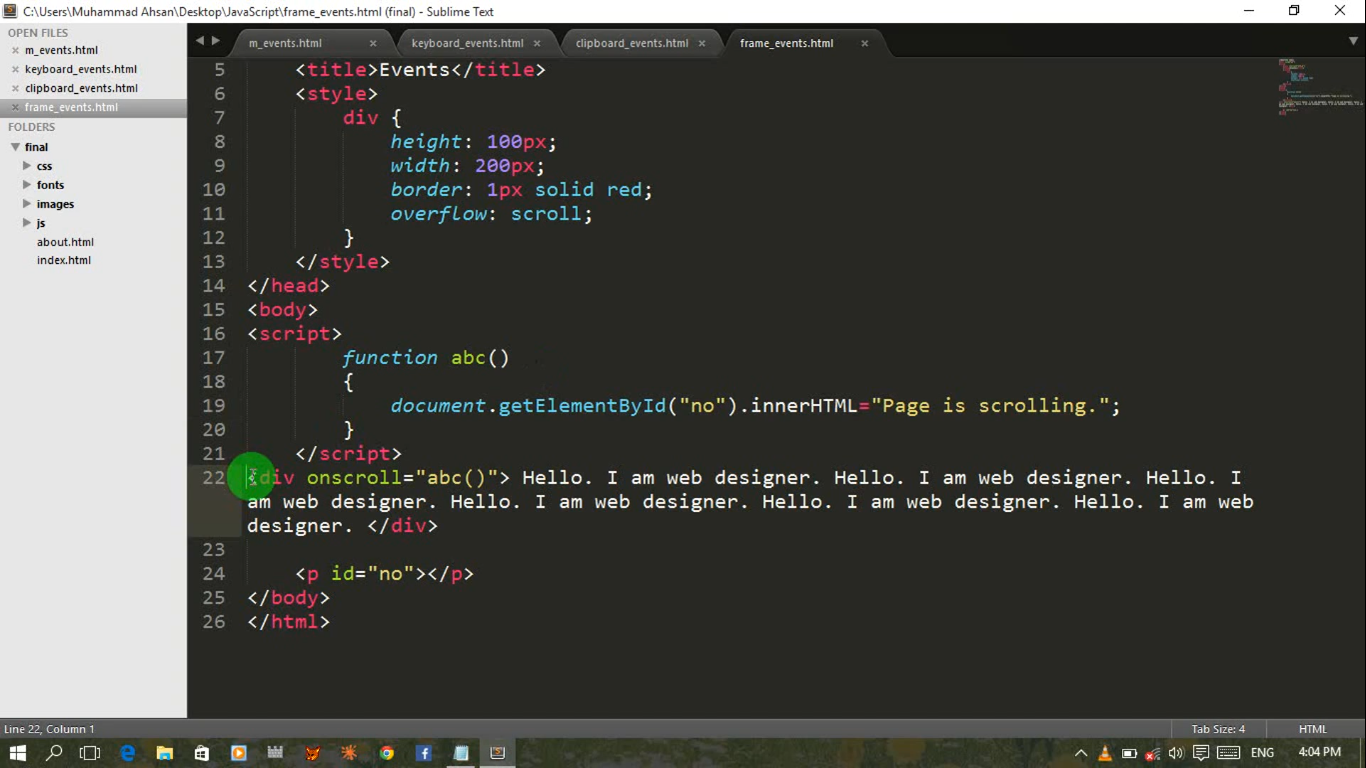 C:\Users\Muhammad Ahsan\Desktop\JavaScript\frame_events.html (final) - Sublime Text
OPEN FILES
m_events.html
keyboard_events.html
clipboard_events.html
frame_events.html
FOLDERS
final
css
fonts
images
js
about.html
index.html
m_events.html
keyboard_events.html
clipboard_events.html
frame_events.html
5 <title>Events</title>
6 <style>
7 div {
8 height: 100px;
9 width: 200px;
10 border: 1px solid red;
11 overflow: scroll;
12 }
13 </style>
14 </head>
15 <body>
16 <script>
17 function abc()
18 {
19 document.getElementById("no").innerHTML="Page is scrolling.";
20 }
21 </script>
22 <div onscroll="abc()"> Hello. I am web designer. Hello. I am web designer. Hello. I
am web designer. Hello. I am web designer. Hello. I am web designer. Hello. I am web
designer. </div>
23
24 <p id="no"></p>
25 </body>
26 </html>
Line 22, Column 1
Tab Size: 4
HTML
ENG
4:04 PM